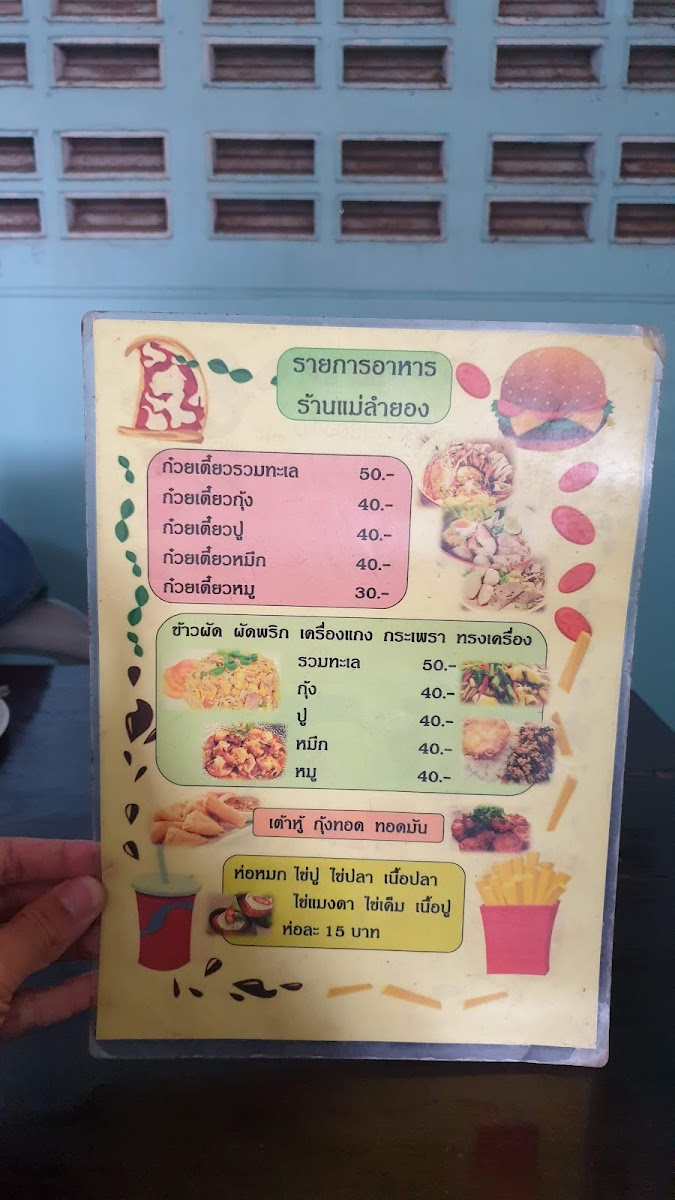 รายการอาหาร
ร้านแม่ลำยอง
ก๋วยเตี๋ยวรวมทะเล 50.-
ก๋วยเตี๋ยวกุ้ง 40.-
ก๋วยเตี๋ยวปู 40.-
ก๋วยเตี๋ยวหมึก 40.-
ก๋วยเตี๋ยวหมู 30.-
ข้าวผัด ผัดพริก เครื่องแกง กระเพรา ทรงเครื่อง
รวมทะเล 50.-
กุ้ง 40.-
ปู 40.-
หมึก 40.-
หมู 40.-
เต้าหู้ กุ้งทอด ทอดมัน
ห่อหมก ไข่ปู ไข่ปลา เนื้อปลา
ไข่แมงดา ไข่เค็ม เนื้อปู
ห่อละ 15 บาท